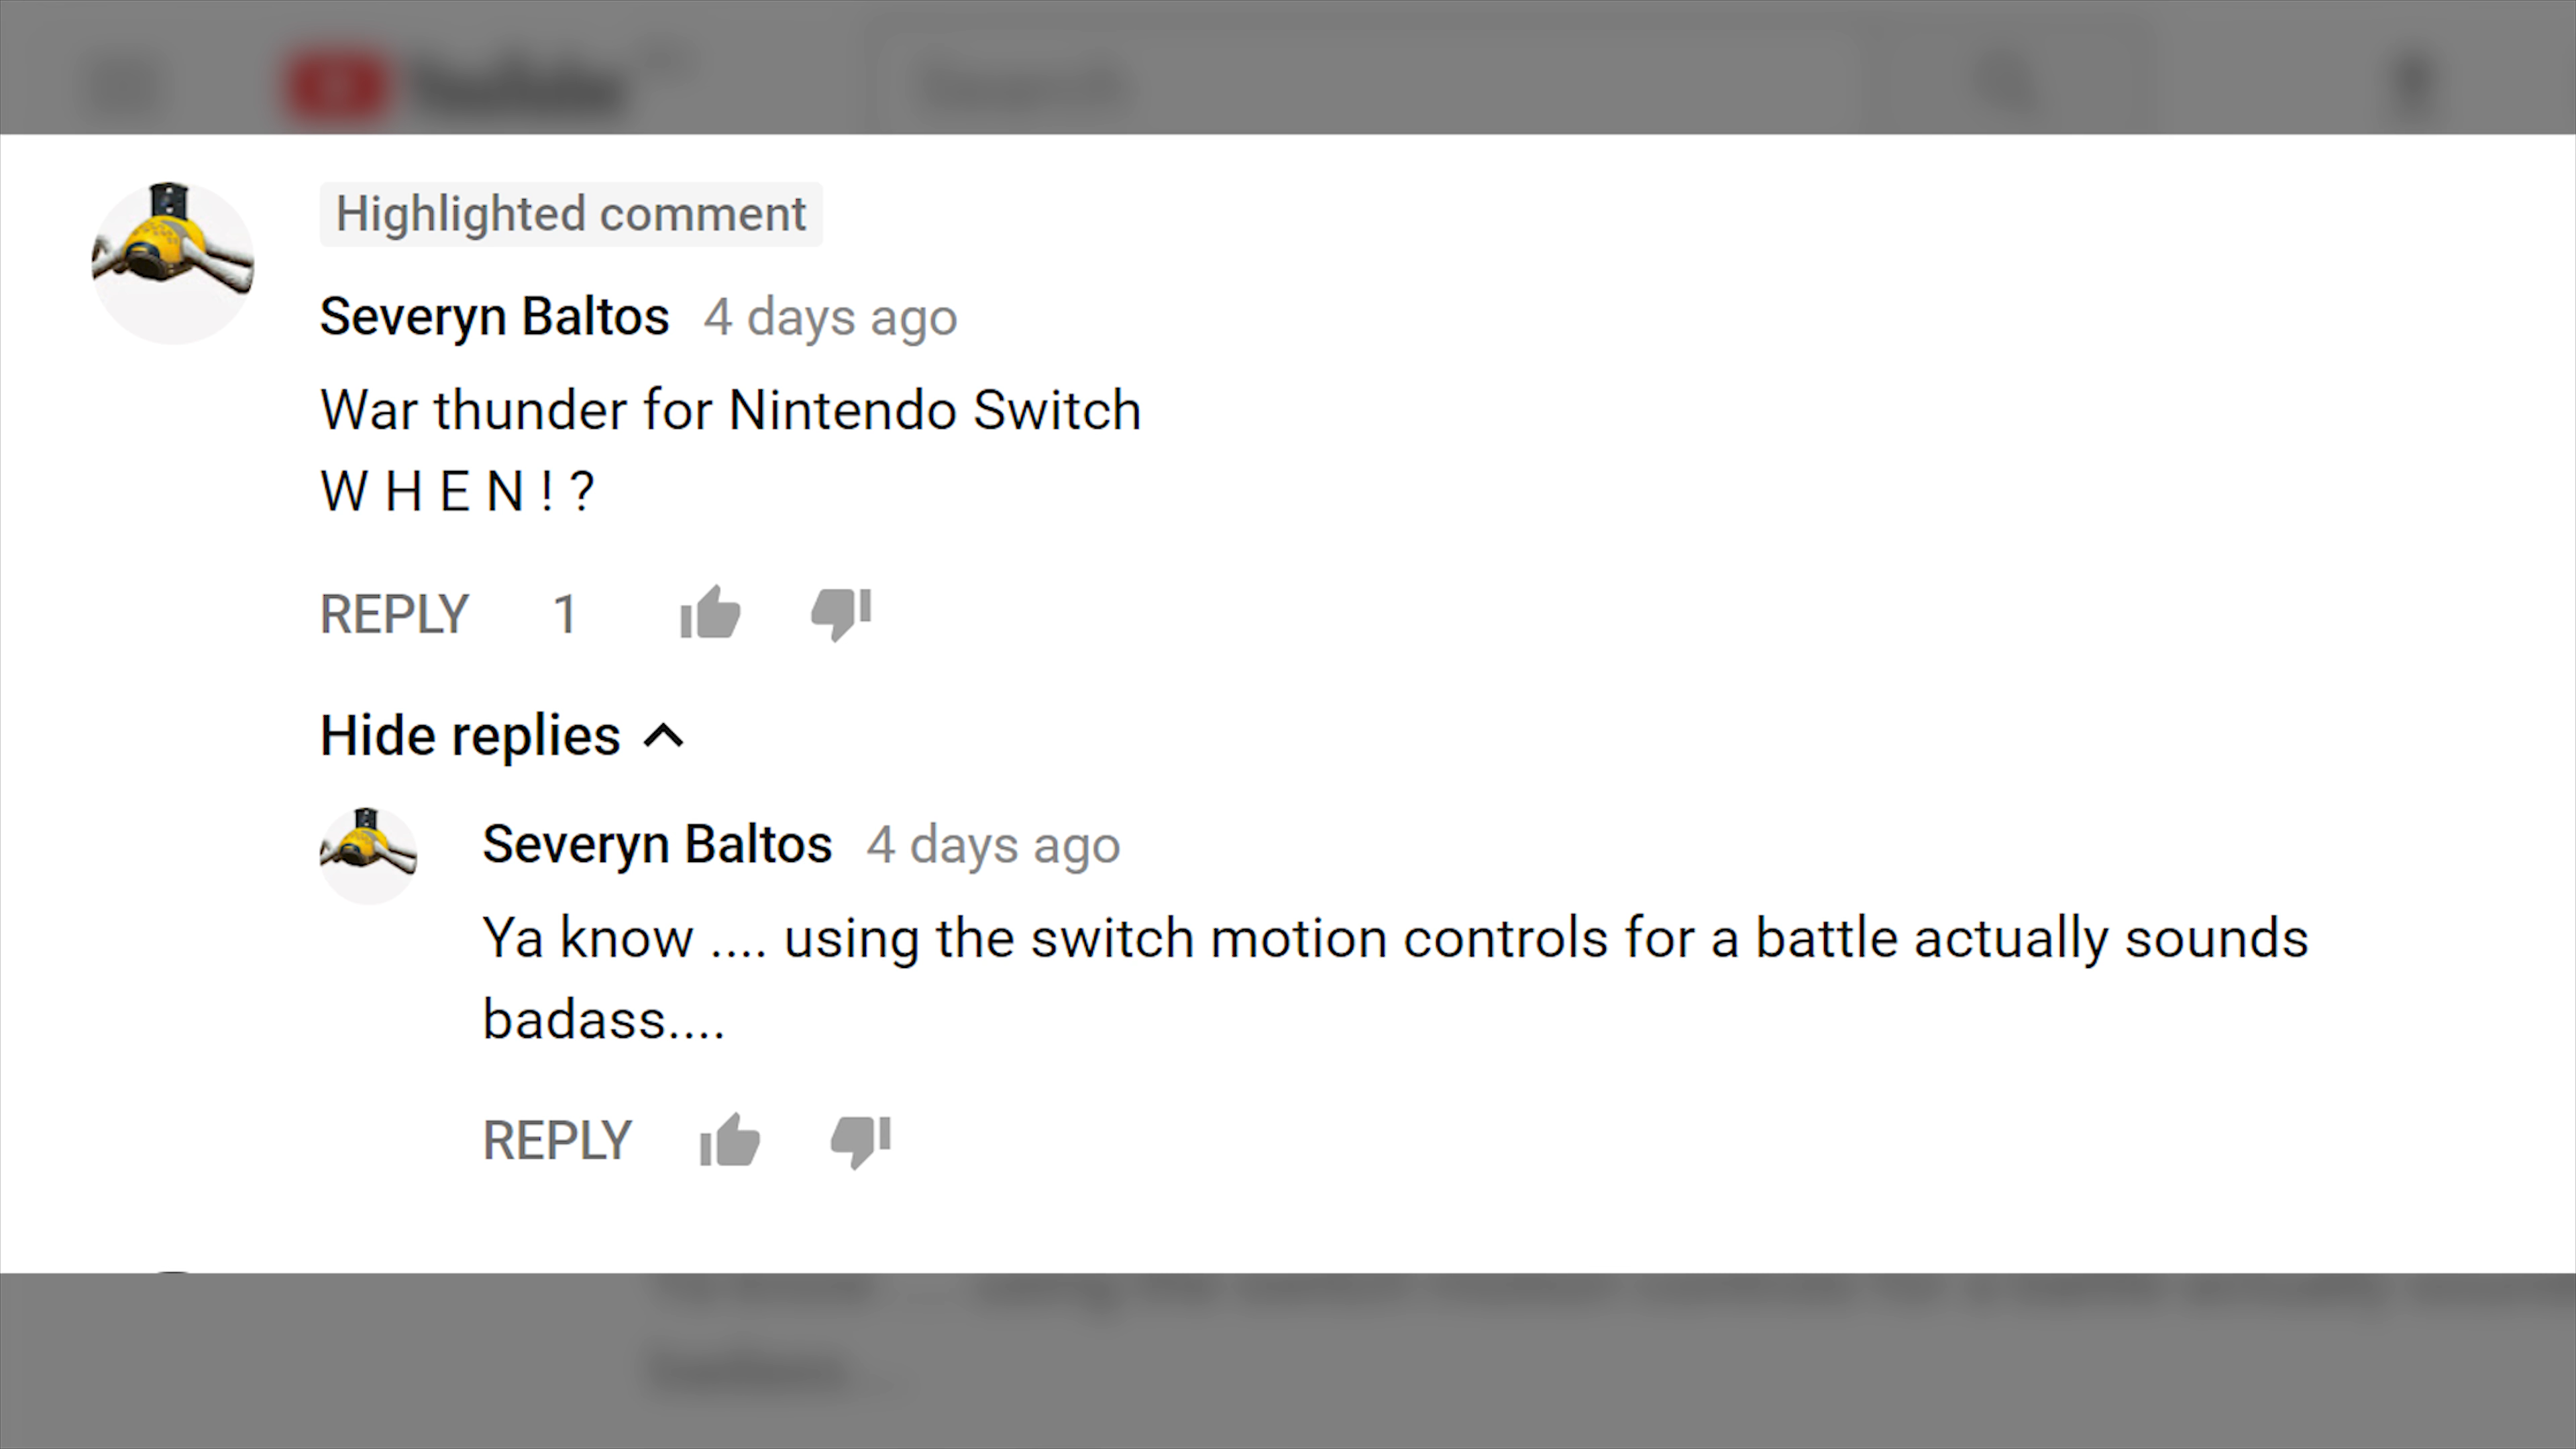 Highlighted comment
Severyn Baltos 4 days ago
War thunder for Nintendo Switch
W H E N ! ?
REPLY 1
Hide replies
Severyn Baltos 4 days ago
Ya know .... using the switch motion controls for a battle actually sounds
badass....
REPLY